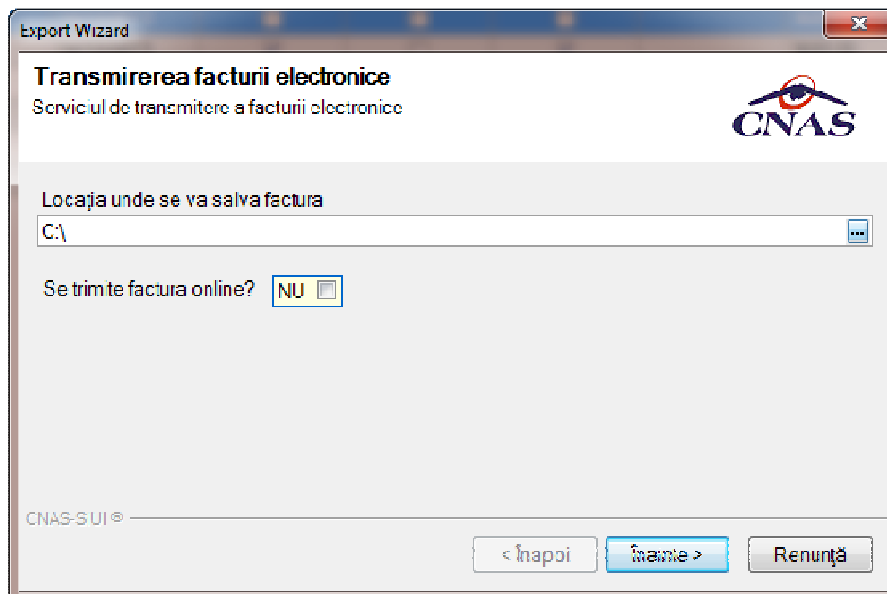 Export Wizard
Transmirerea facturii electronice
Serviciul de transmitere a facturii electronice
CNAS
Locația unde se va salva factura
C:\
...
Se trimite factura online? NU
CNAS-SIUI ®
< Înapoi Înainte > Renunță